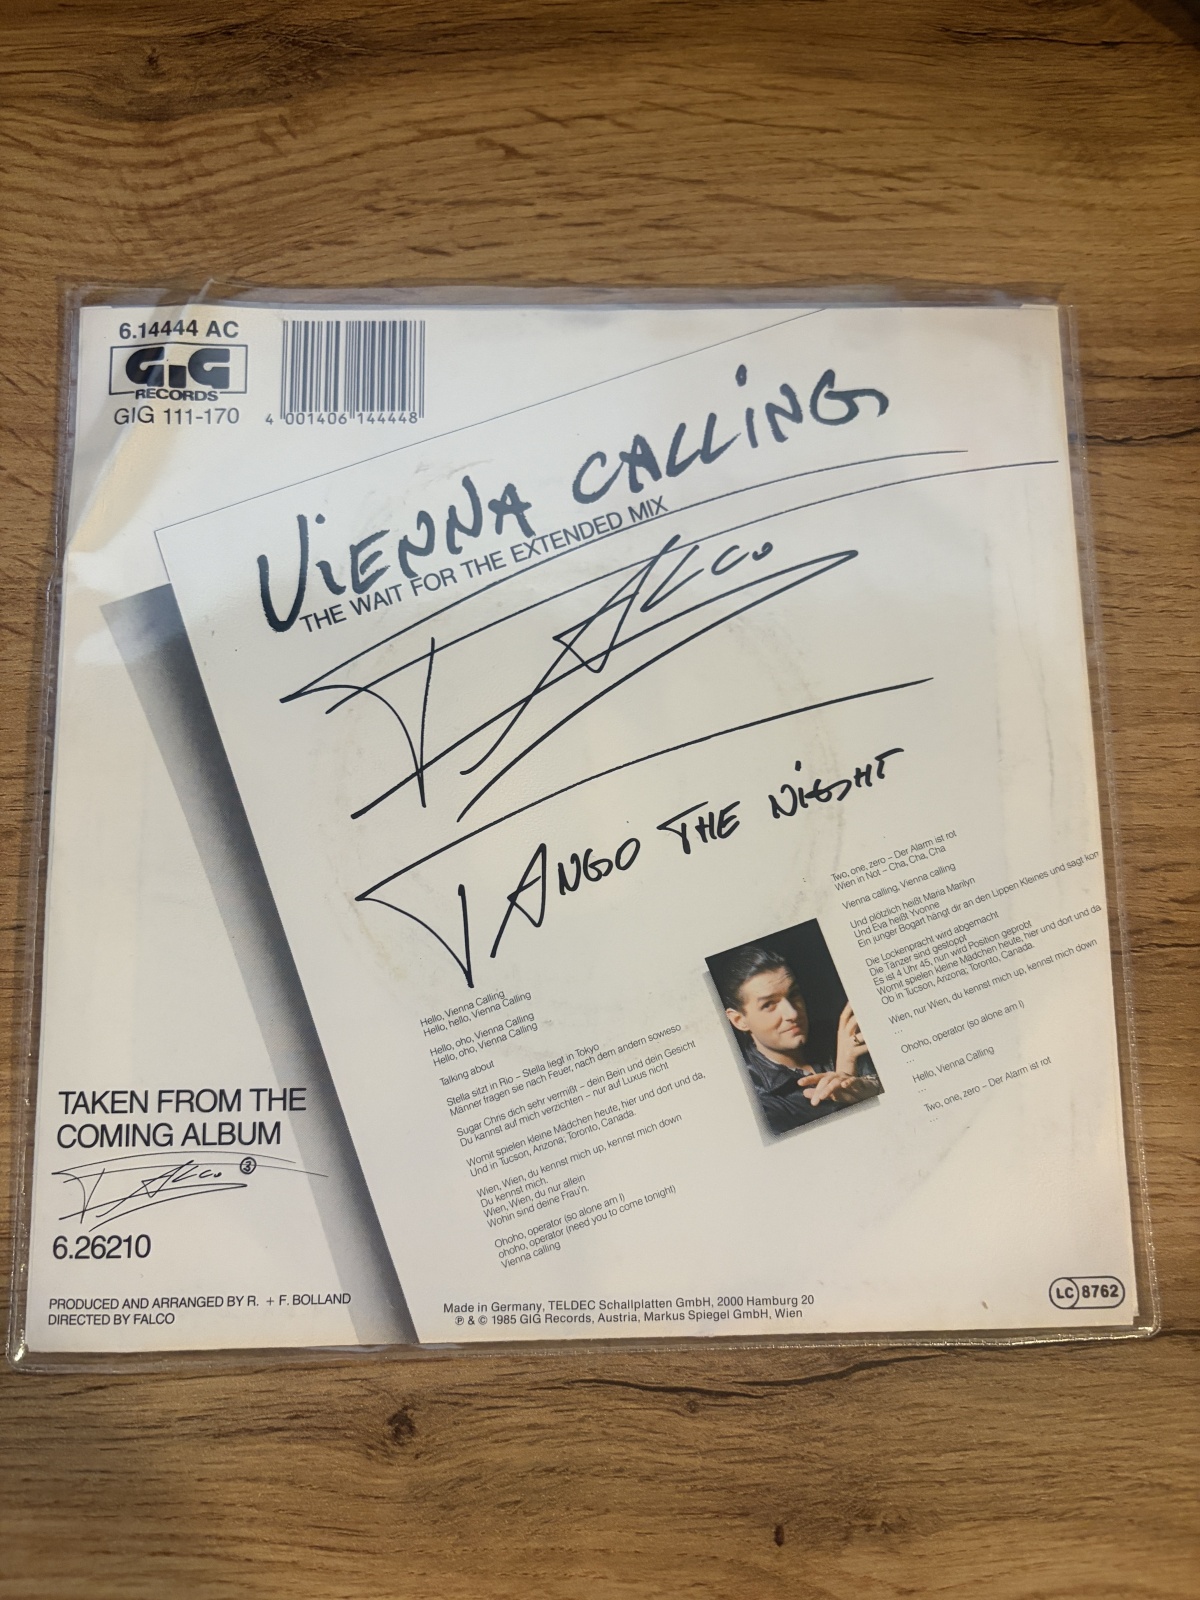 6.14444 AC
GiG
RECORDS
GIG 111-170
4 001406 144448
ViENNA CALLiNG
THE WAIT FOR THE EXTENDED MIX
FALCO
TANGO THE NiGHT
Hello, Vienna Calling
Hello, hello, Vienna Calling
Hello, oho, Vienna Calling
Hello, oho, Vienna Calling
Talking about
Stella sitzt in Rio – Stella liegt in Tokyo
Männer fragen sie nach Feuer, nach dem andern sowieso
Sugar Chris dich sehr vermißt – dein Bein und dein Gesicht
Du kannst auf mich verzichten – nur auf Luxus nicht
Womit spielen kleine Mädchen heute, hier und dort und da,
Und in Tucson, Arizona; Toronto, Canada.
Wien, Wien, du kennst mich up, kennst mich down
Du kennst mich.
Wien, Wien, du nur allein
Wohin sind deine Frau'n.
Ohoho, operator (so alone am I)
ohoho, operator (need you to come tonight)
Vienna calling
Two, one, zero – Der Alarm ist rot
Wien in Not – Cha, Cha, Cha
Vienna calling, Vienna calling
Und plötzlich heißt Maria Marilyn
Und Eva heißt Yvonne
Ein junger Bogart hängt dir an den Lippen Kleines und sagt kom
Die Lockenpracht wird abgemacht
Die Tänzer sind gestoppt
Es ist 4 Uhr 45, nun wird Position geprobt
Womit spielen kleine Mädchen heute, hier und dort und da
Ob in Tucson, Arizona; Toronto, Canada.
Wien, nur Wien, du kennst mich up, kennst mich down
...
Ohoho, operator (so alone am I)
...
Hello, Vienna Calling
...
Two, one, zero – Der Alarm ist rot
...
TAKEN FROM THE
COMING ALBUM
FALCO 3
6.26210
PRODUCED AND ARRANGED BY R. + F. BOLLAND
DIRECTED BY FALCO
Made in Germany, TELDEC Schallplatten GmbH, 2000 Hamburg 20
℗ & © 1985 GIG Records, Austria, Markus Spiegel GmbH, Wien
LC 8762